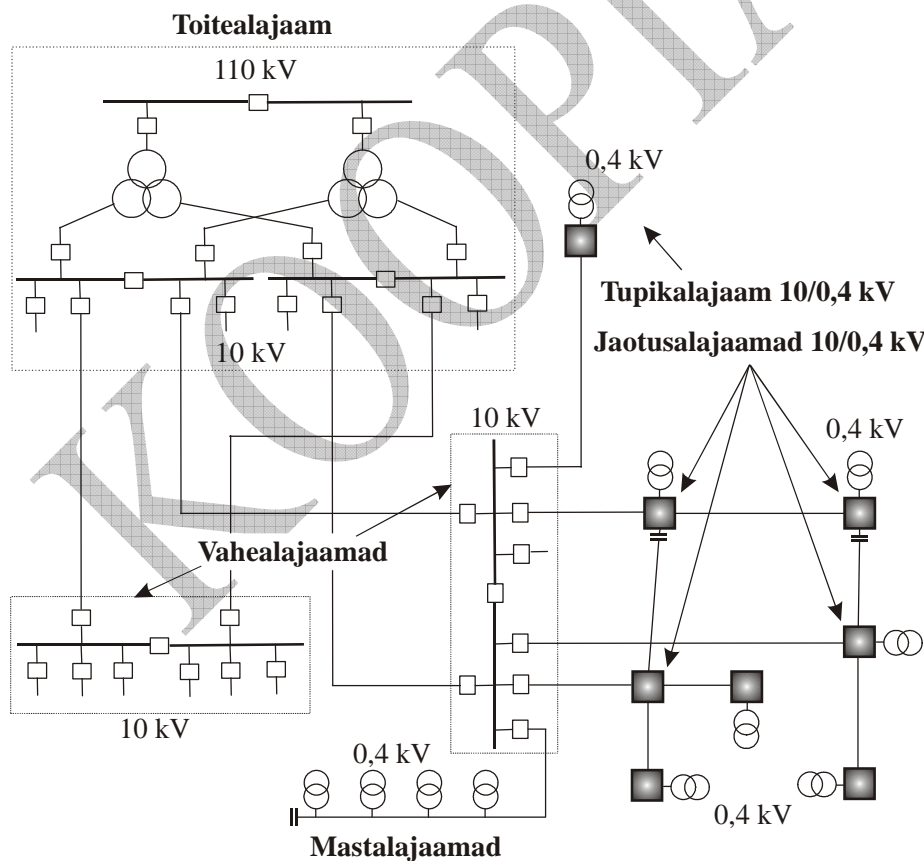 Toitealajaam
110 kV
0,4 kV
Tupikalajaam 10/0,4 kV
Jaotusalajaamad 10/0,4 kV
10 kV
10 kV
0,4 kV
Vahealajaamad
10 kV
0,4 kV
0,4 kV
Mastalajaamad